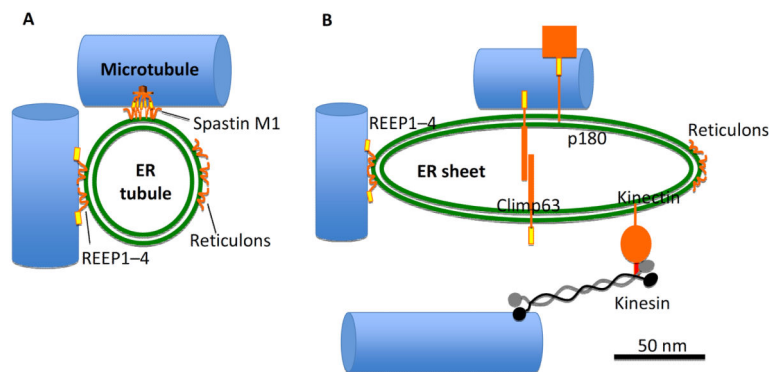 A
Microtubule
Spastin M1
ER
tubule
REEP1–4
Reticulons
B
REEP1–4
p180
Reticulons
ER sheet
Climp63
Kinectin
Kinesin
50 nm